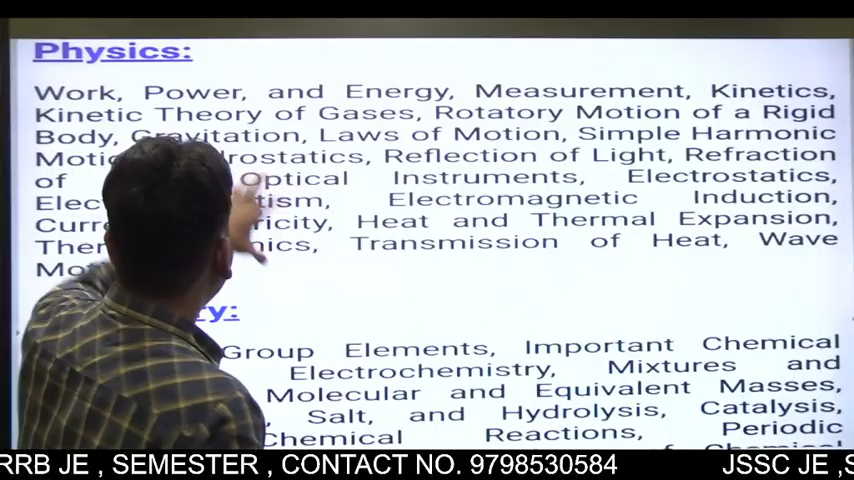 Physics:
Work, Power, and Energy, Measurement, Kinetics,
Kinetic Theory of Gases, Rotatory Motion of a Rigid
Body, Gravitation, Laws of Motion, Simple Harmonic
Reflection of Light, Refraction
of Optical Instruments, Electrostatics,
Electromagnetic Induction,
Heat and Thermal Expansion,
Transmission of Heat, Wave
Group Elements, Important Chemical
Electrochemistry, Mixtures and
Molecular and Equivalent Masses,
Salt, and Hydrolysis, Catalysis,
Chemical Reactions, Periodic
RRB JE , SEMESTER , CONTACT NO. 9798530584 JSSC JE ,